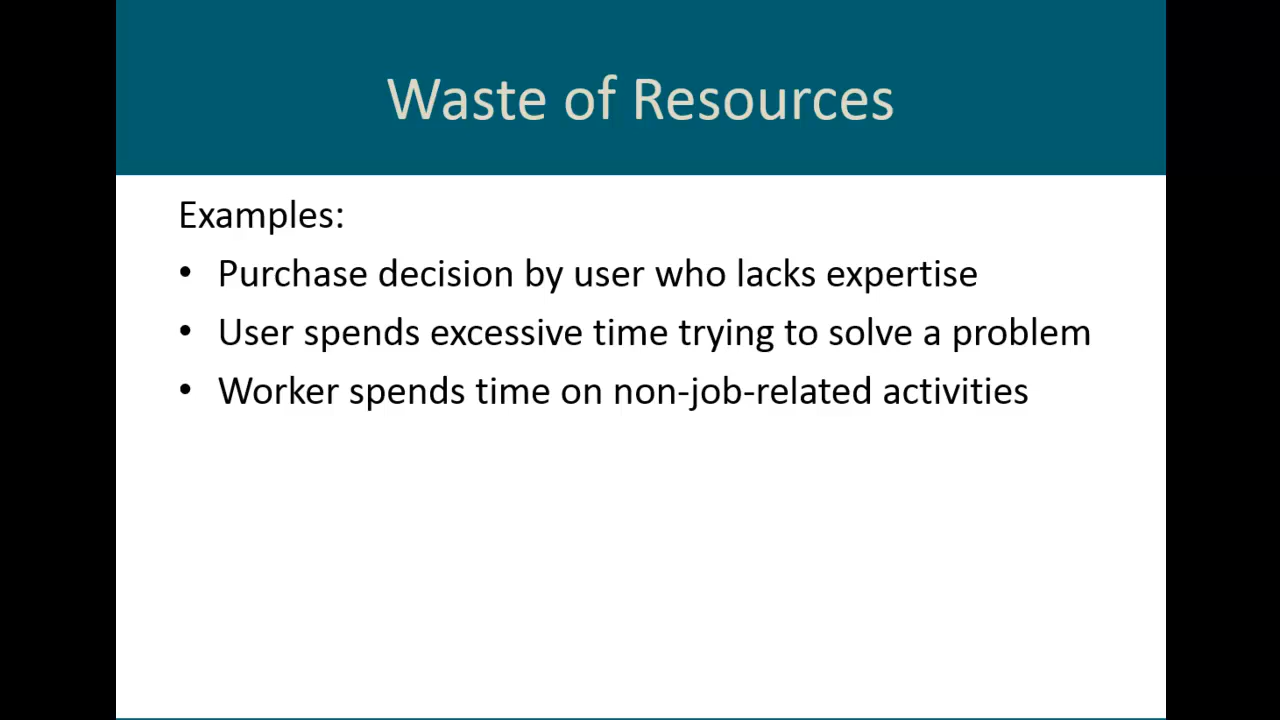 Waste of Resources
Examples:
• Purchase decision by user who lacks expertise
• User spends excessive time trying to solve a problem
• Worker spends time on non-job-related activities